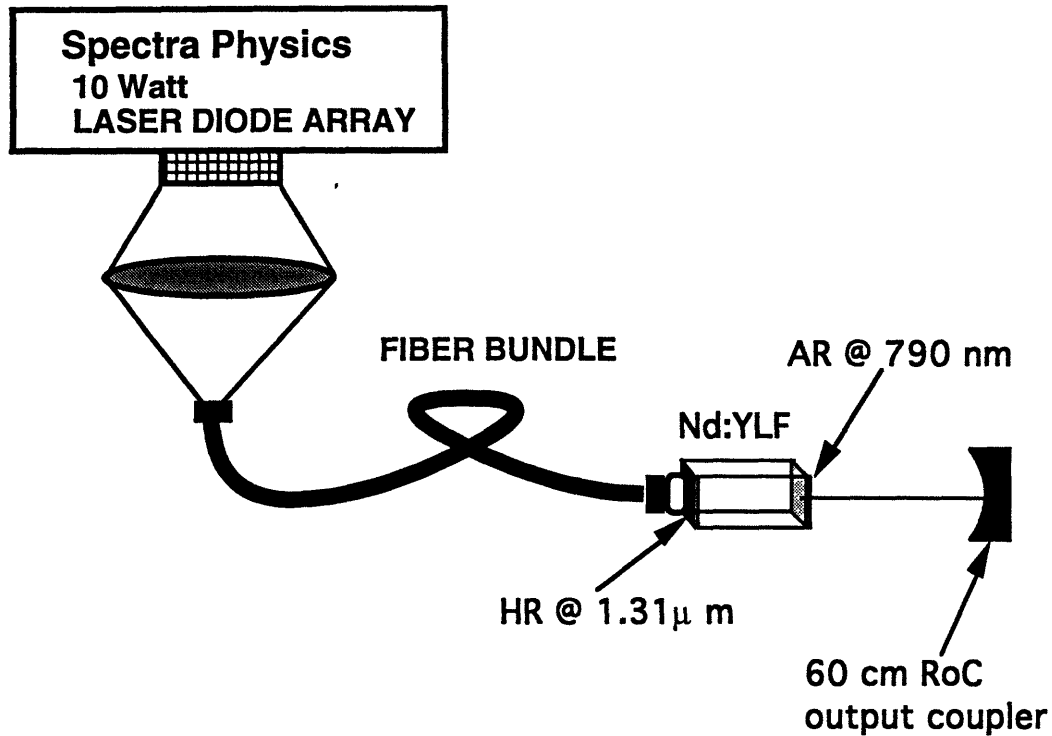 Spectra Physics
10 Watt
LASER DIODE ARRAY
FIBER BUNDLE
AR @ 790 nm
Nd:YLF
HR @ 1.31μ m
60 cm RoC
output coupler